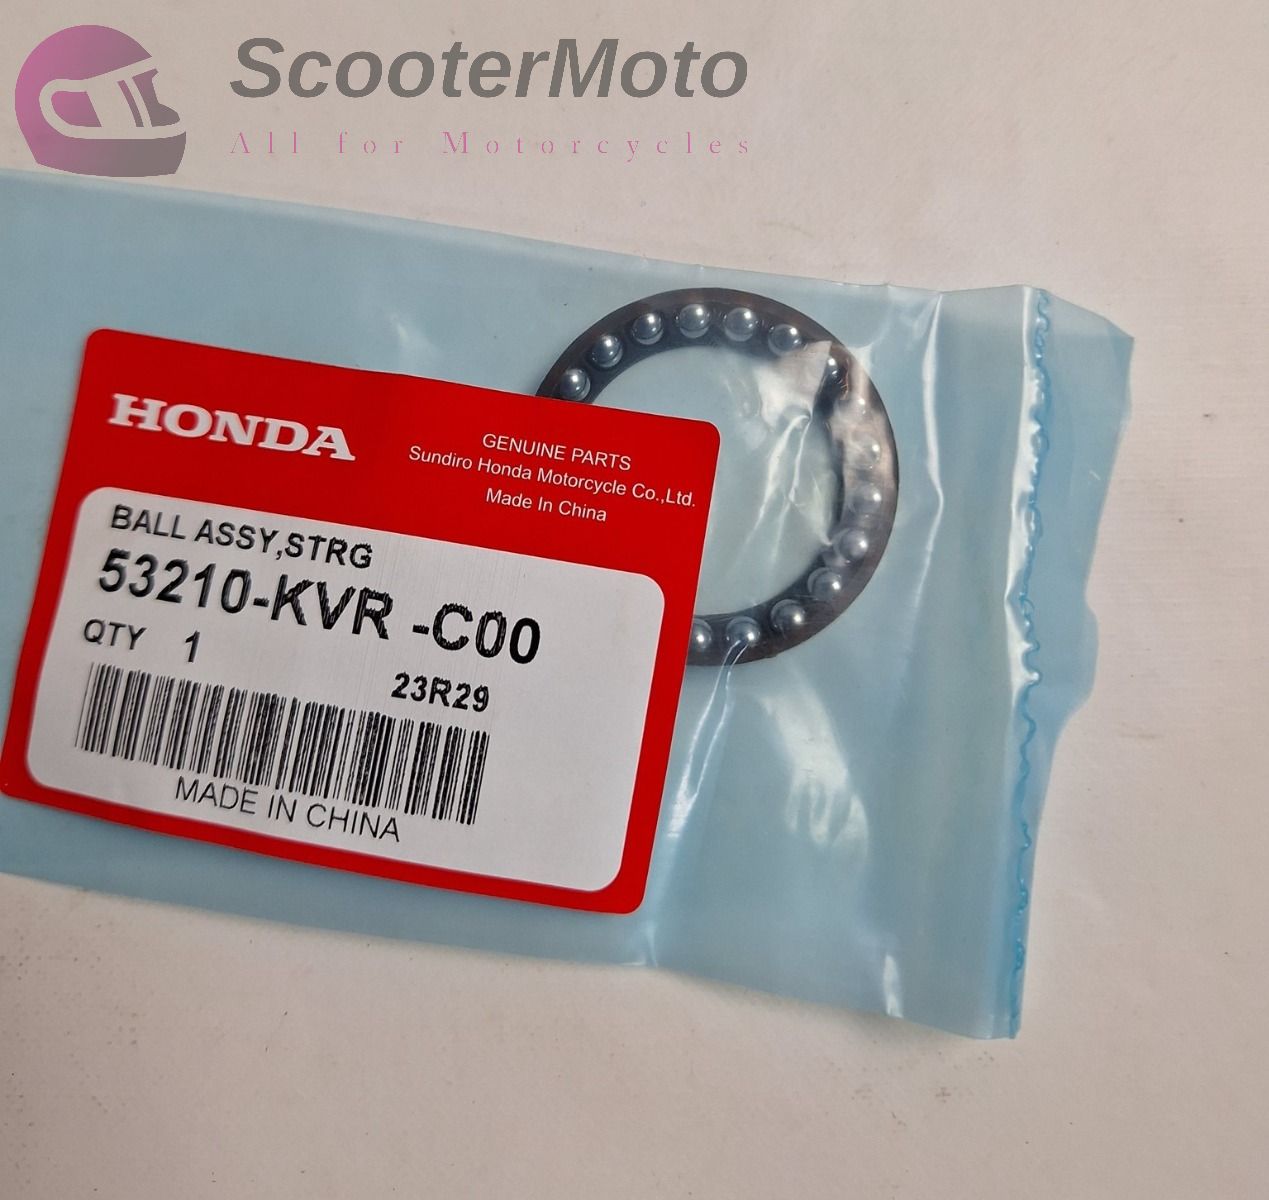 ScooterMoto
All for Motorcycles
HONDA
GENUINE PARTS
Sundiro Honda Motorcycle Co.,Ltd.
Made In China
BALL ASSY,STRG
53210-KVR -C00
QTY 1
23R29
MADE IN CHINA